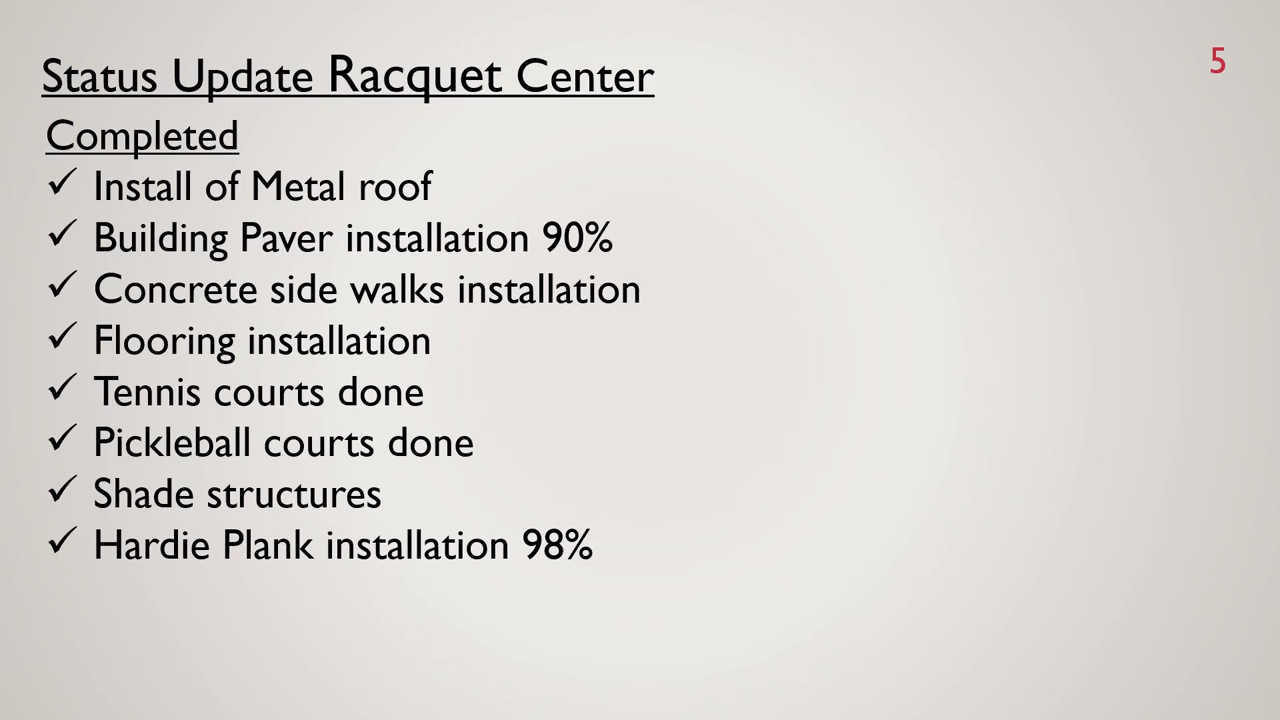 Status Update Racquet Center
5
Completed
✓ Install of Metal roof
✓ Building Paver installation 90%
✓ Concrete side walks installation
✓ Flooring installation
✓ Tennis courts done
✓ Pickleball courts done
✓ Shade structures
✓ Hardie Plank installation 98%